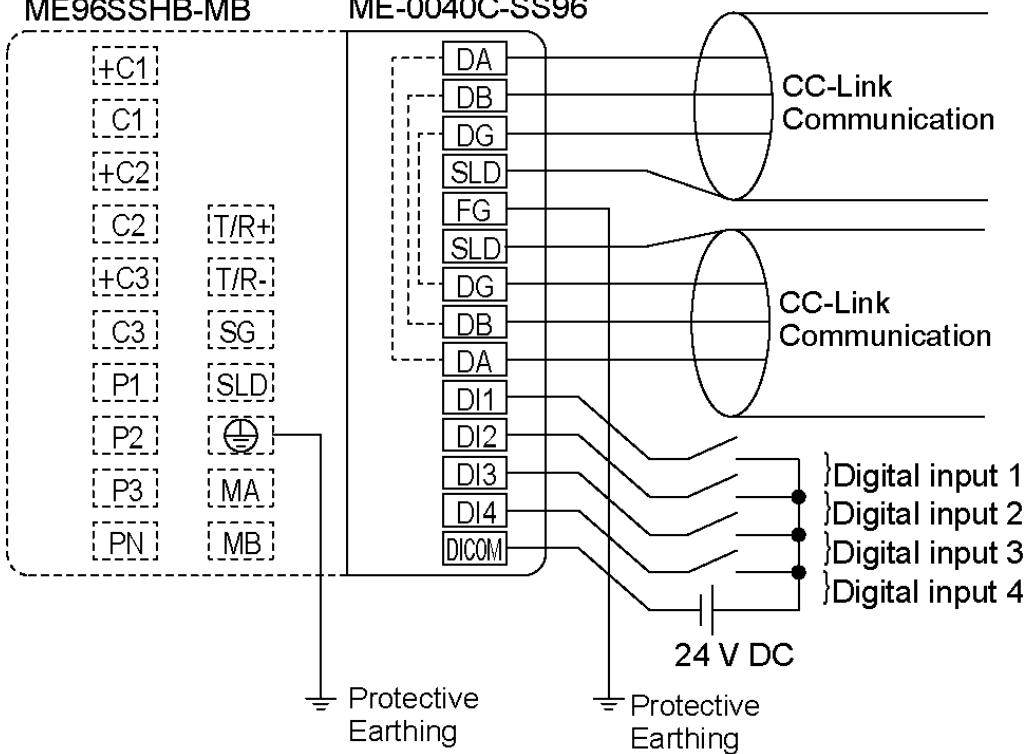 ME96SSHB-MB
ME-0040C-SS96
+C1
C1
+C2
C2
+C3
C3
P1
P2
P3
PN
T/R+
T/R-
SG
SLD
MA
MB
DA
DB
DG
SLD
FG
SLD
DG
DB
DA
DI1
DI2
DI3
DI4
DICOM
CC-Link
Communication
CC-Link
Communication
}Digital input 1
}Digital input 2
}Digital input 3
}Digital input 4
24 V DC
Protective
Earthing
Protective
Earthing